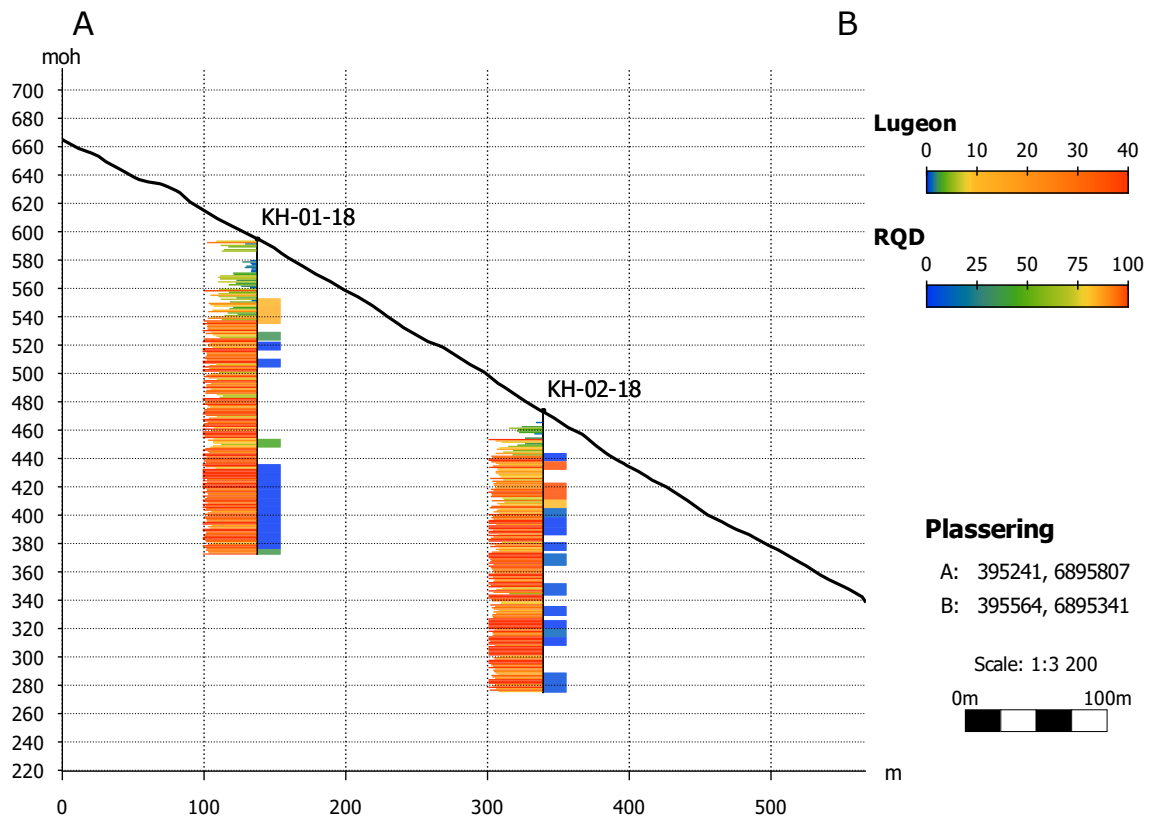 A B
moh
700
680
660
640
620
600
580
560
540
520
500
480
460
440
420
400
380
360
340
320
300
280
260
240
220
0 100 200 300 400 500
m
KH-01-18
KH-02-18
Lugeon
0 10 20 30 40
RQD
0 25 50 75 100
Plassering
A: 395241, 6895807
B: 395564, 6895341
Scale: 1:3 200
0m 100m